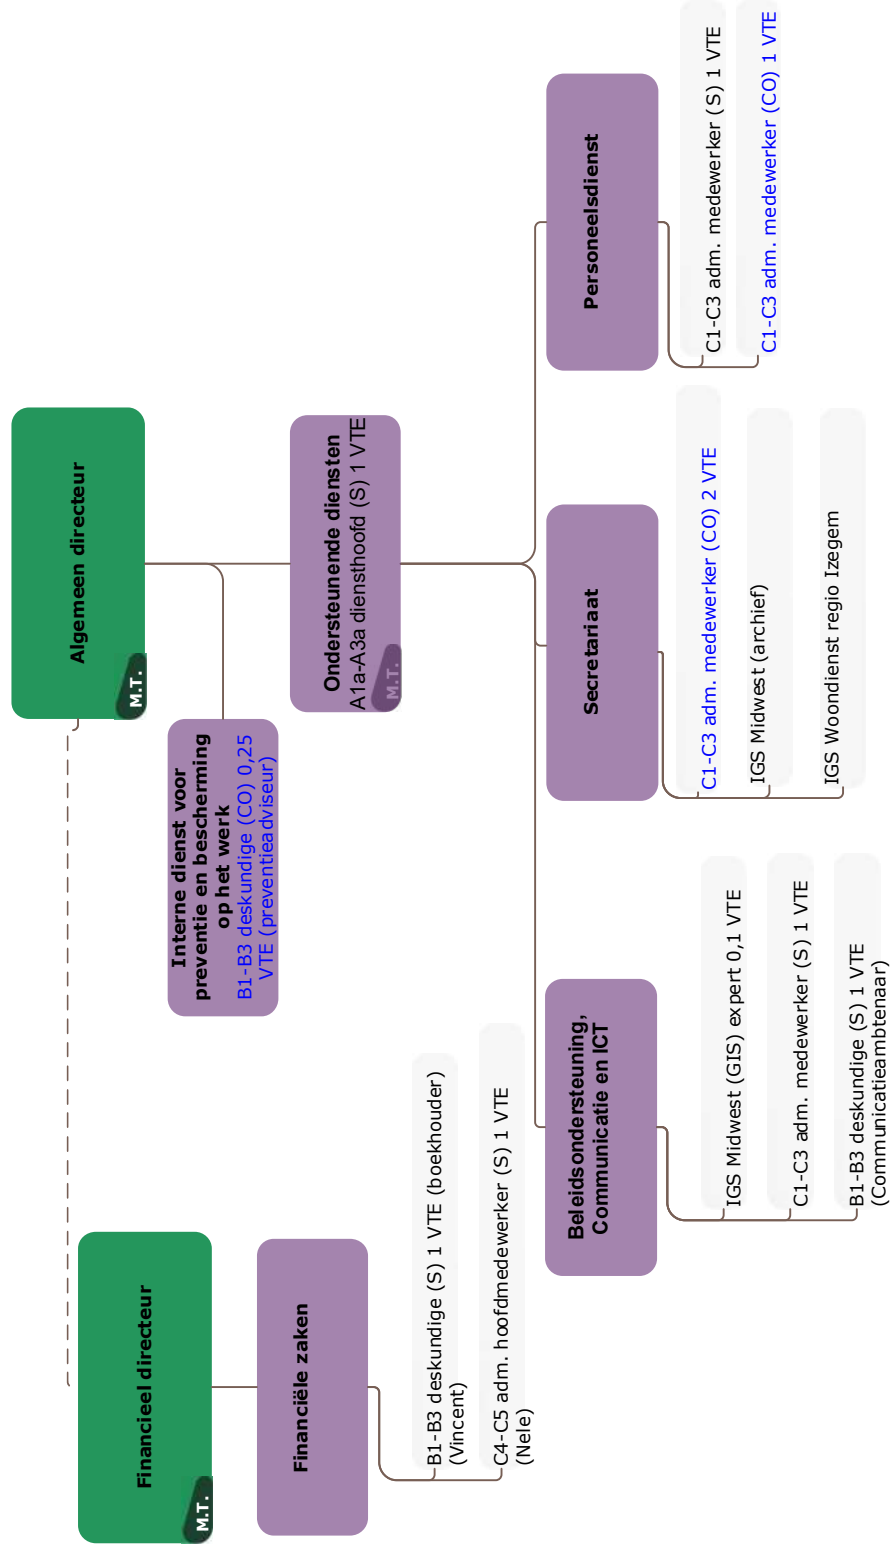 Algemeen directeur
M.T.
Financieel directeur
M.T.
Interne dienst voor
preventie en bescherming
op het werk
B1-B3 deskundige (CO) 0,25
VTE (preventieadviseur)
Ondersteunende diensten
A1a-A3a diensthoofd (S) 1 VTE
M.T.
Financiële zaken
B1-B3 deskundige (S) 1 VTE (boekhouder)
(Vincent)
C4-C5 adm. hoofdmedewerker (S) 1 VTE
(Nele)
Beleidsondersteuning,
Communicatie en ICT
IGS Midwest (GIS) expert 0,1 VTE
C1-C3 adm. medewerker (S) 1 VTE
B1-B3 deskundige (S) 1 VTE
(Communicatieambtenaar)
Secretariaat
C1-C3 adm. medewerker (CO) 2 VTE
IGS Midwest (archief)
IGS Woondienst regio Izegem
Personeelsdienst
C1-C3 adm. medewerker (S) 1 VTE
C1-C3 adm. medewerker (CO) 1 VTE